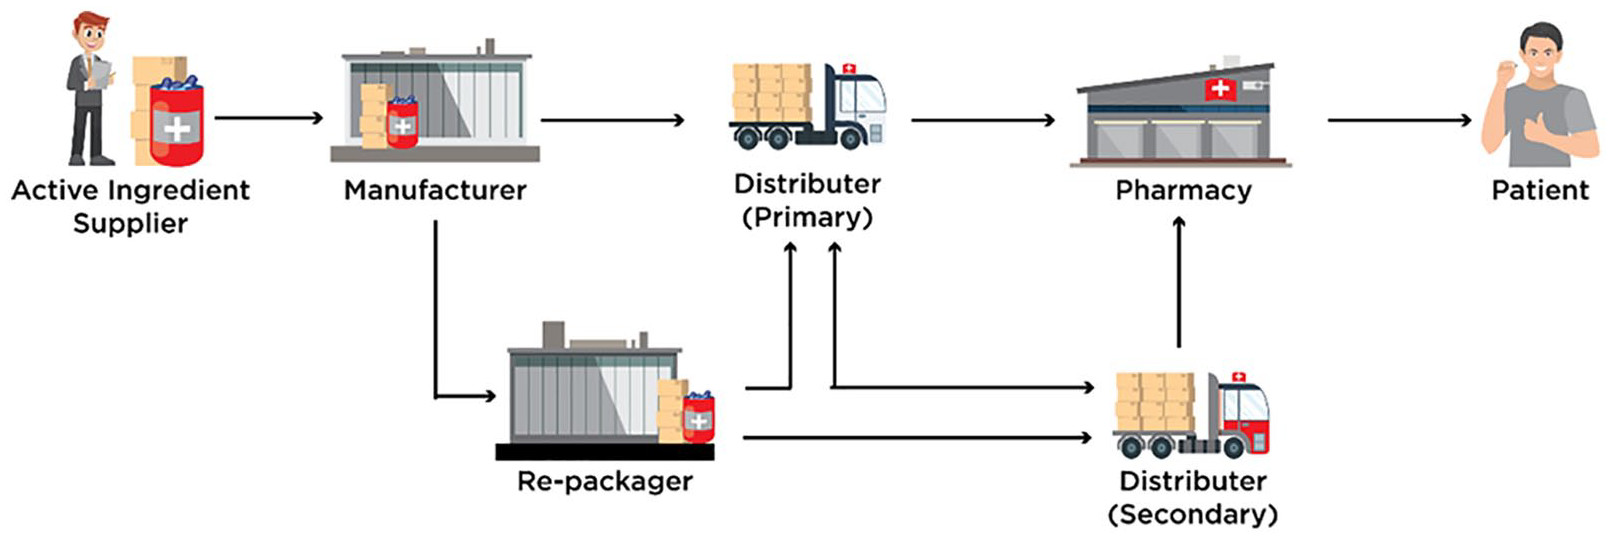 Active Ingredient
Supplier
Manufacturer
Distributer
(Primary)
Pharmacy
Patient
Re-packager
Distributer
(Secondary)